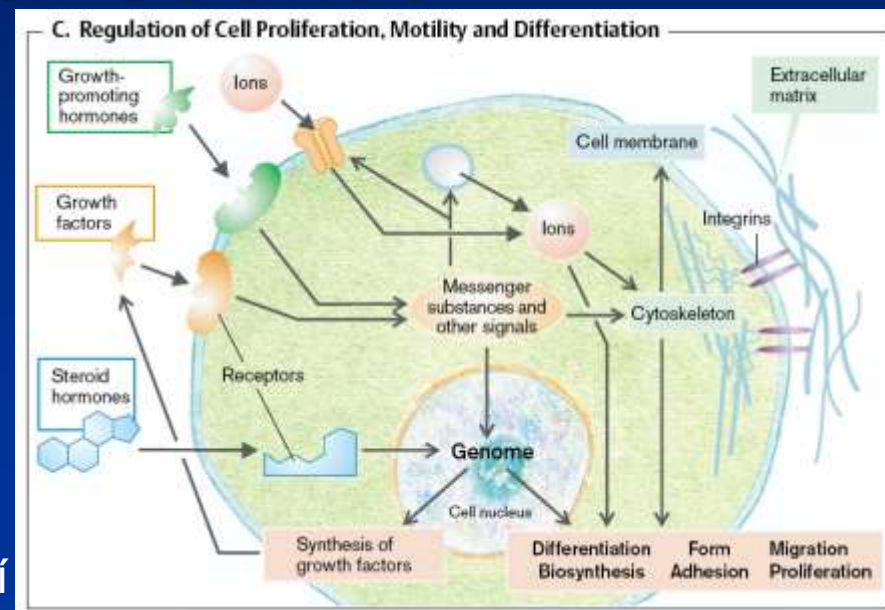 C. Regulation of Cell Proliferation, Motility and Differentiation
Growth-
promoting
hormones
Ions
Extracellular
matrix
Cell membrane
Growth
factors
Ions
Integrins
Messenger
substances and
other signals
Cytoskeleton
Steroid
hormones
Receptors
Genome
Cell nucleus
Synthesis of
growth factors
Differentiation Form Migration
Biosynthesis Adhesion Proliferation
í